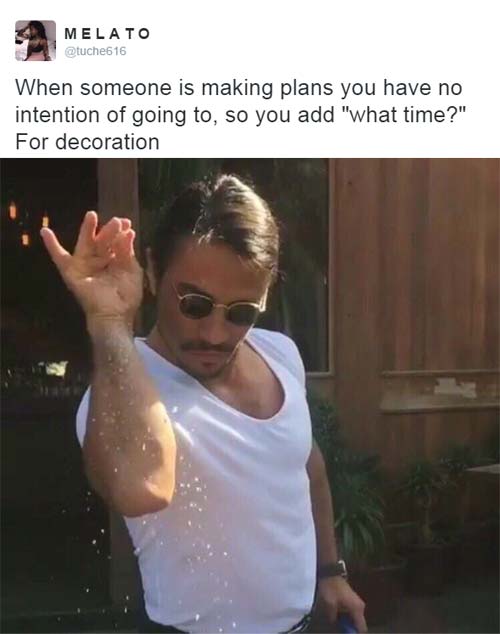 M E L A T O
@tuche616
When someone is making plans you have no
intention of going to, so you add "what time?"
For decoration